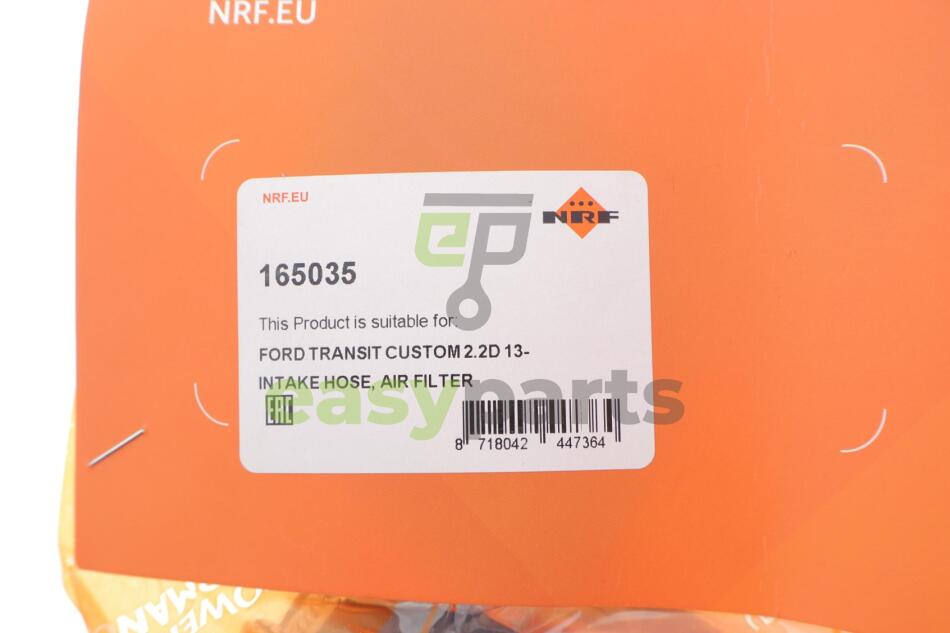 NRF.EU
NRF.EU
NRF
ep
165035
This Product is suitable for:
FORD TRANSIT CUSTOM 2.2D 13-
INTAKE HOSE, AIR FILTER
easyparts
EAC
8 718042 447364